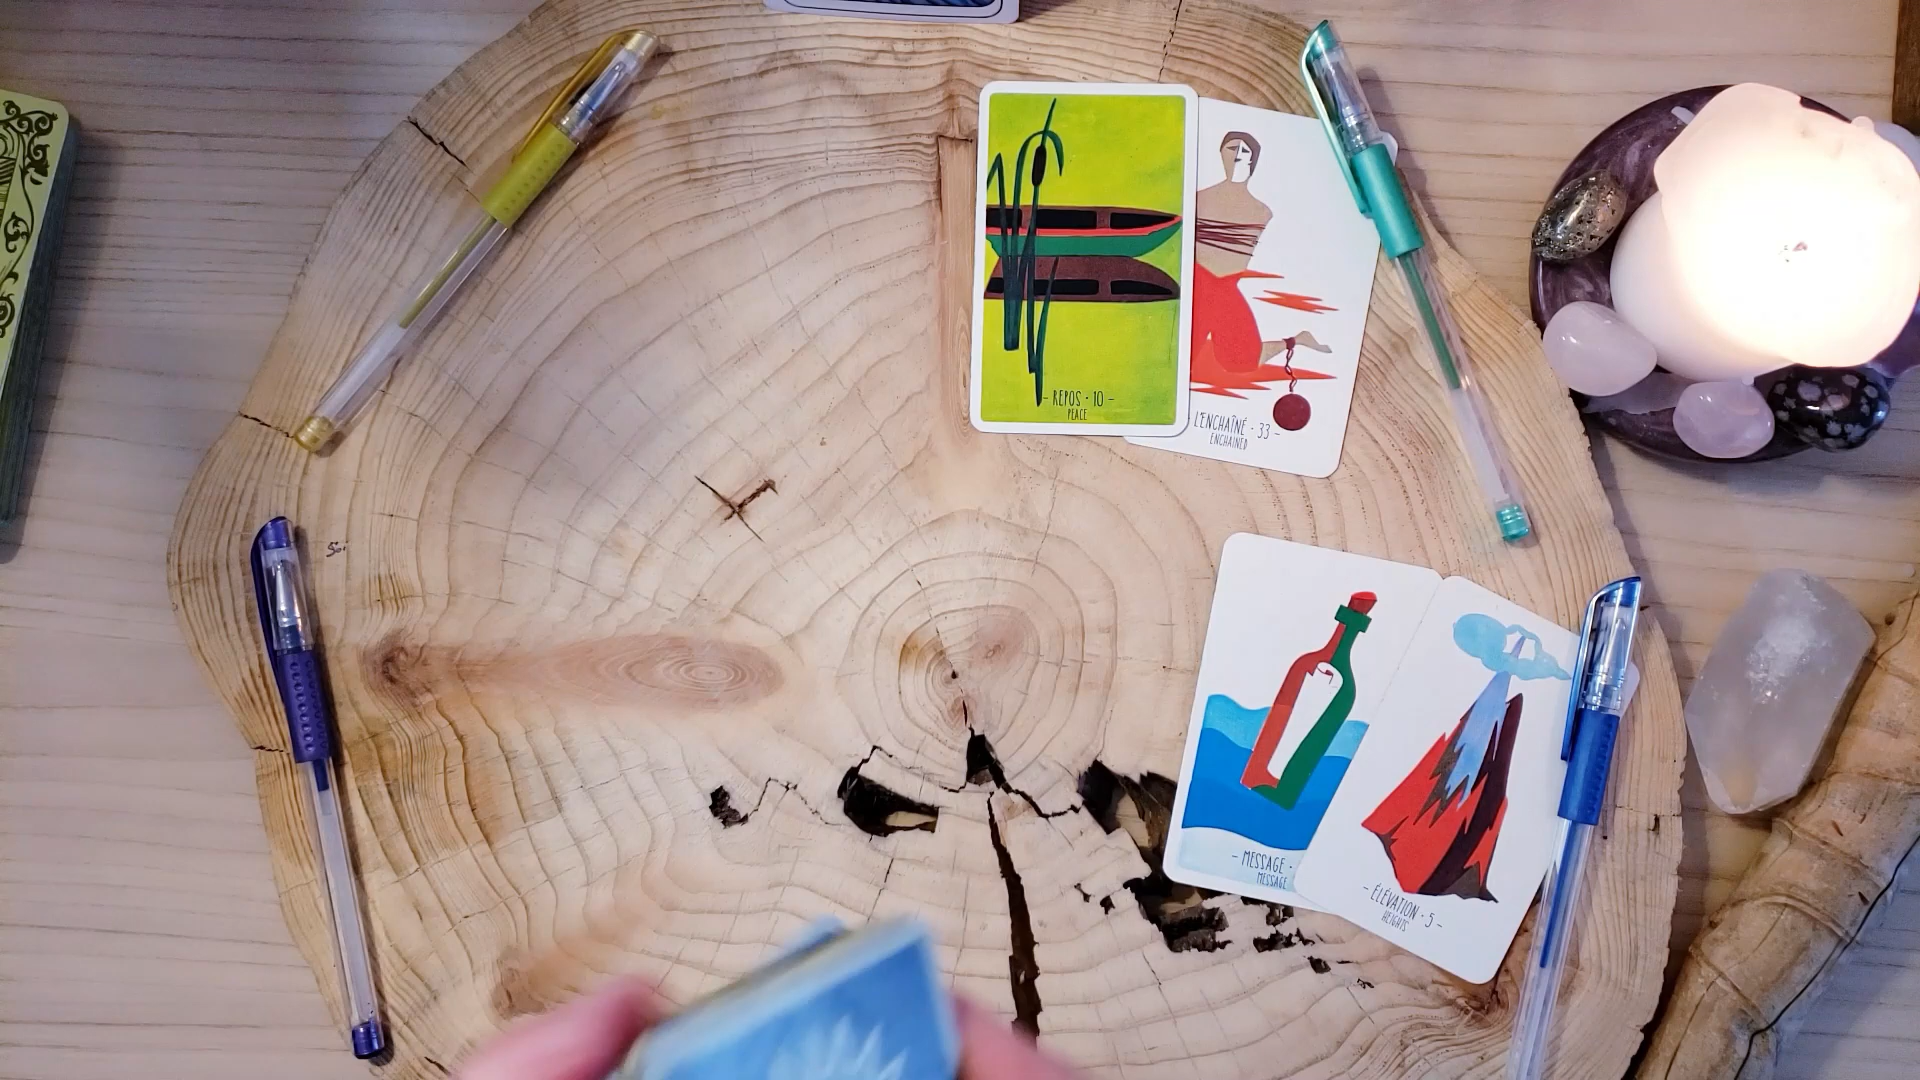 - REPOS · 10 -
PEACE
L'ENCHAÎNÉ · 33 -
ENCHAINED
- MESSAGE ·
MESSAGE
- ÉLÉVATION · 5 -
HEIGHTS